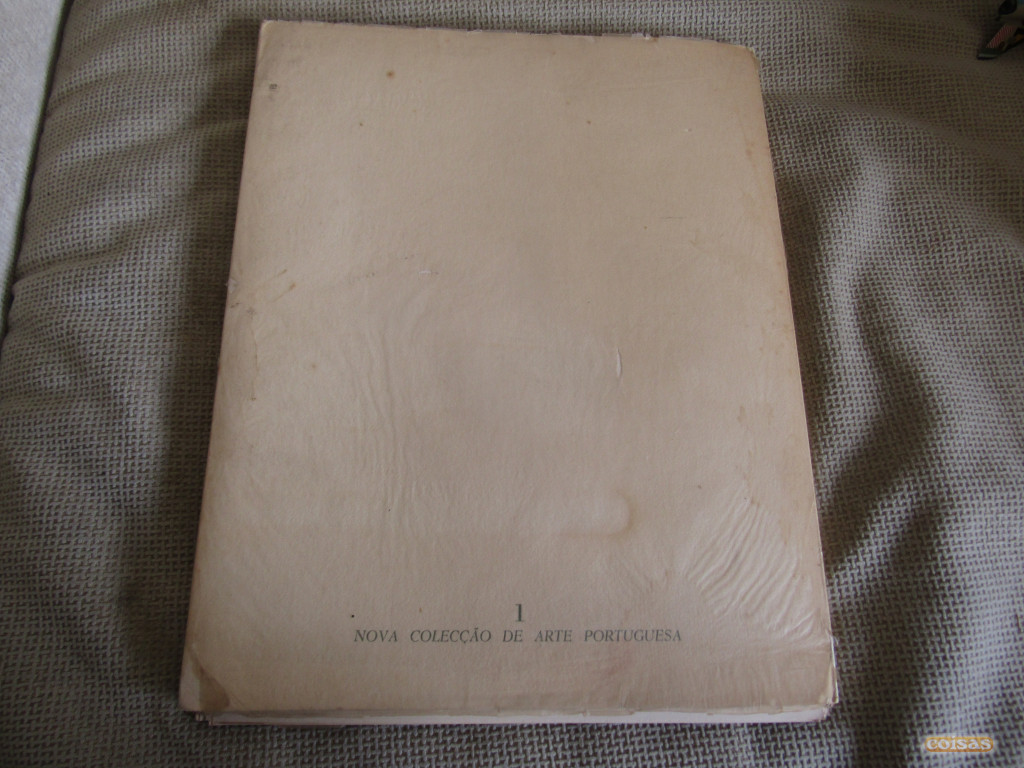 1
NOVA COLECÇÃO DE ARTE PORTUGUESA
coisas